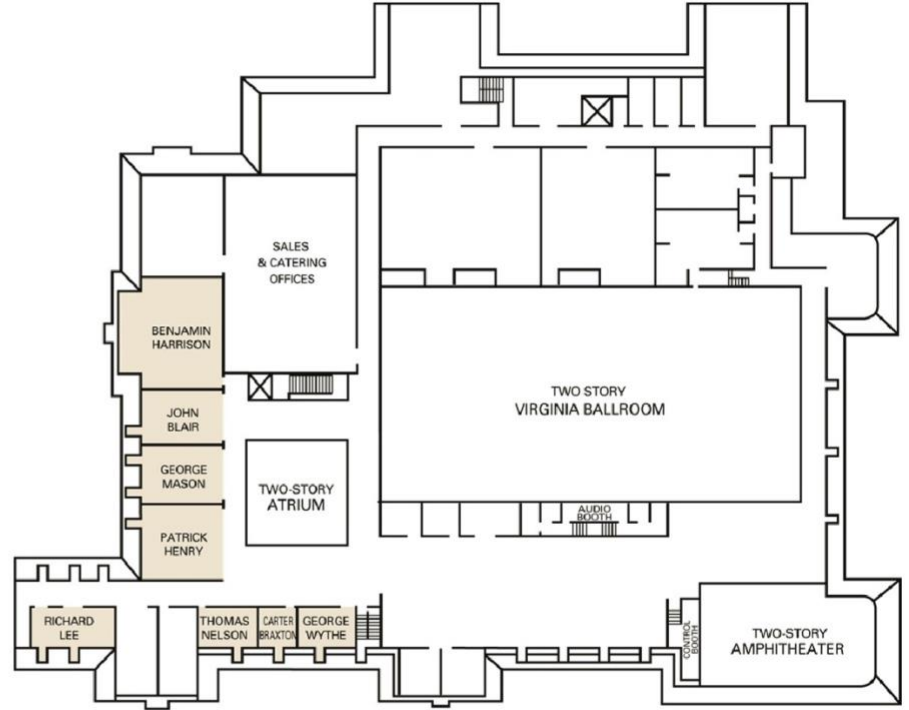 SALES
& CATERING
OFFICES
BENJAMIN
HARRISON
JOHN
BLAIR
GEORGE
MASON
PATRICK
HENRY
TWO-STORY
ATRIUM
TWO STORY
VIRGINIA BALLROOM
AUDIO
BOOTH
RICHARD
LEE
THOMAS
NELSON
CARTER
BRAXTON
GEORGE
WYTHE
CONTROL
BOOTH
TWO-STORY
AMPHITHEATER